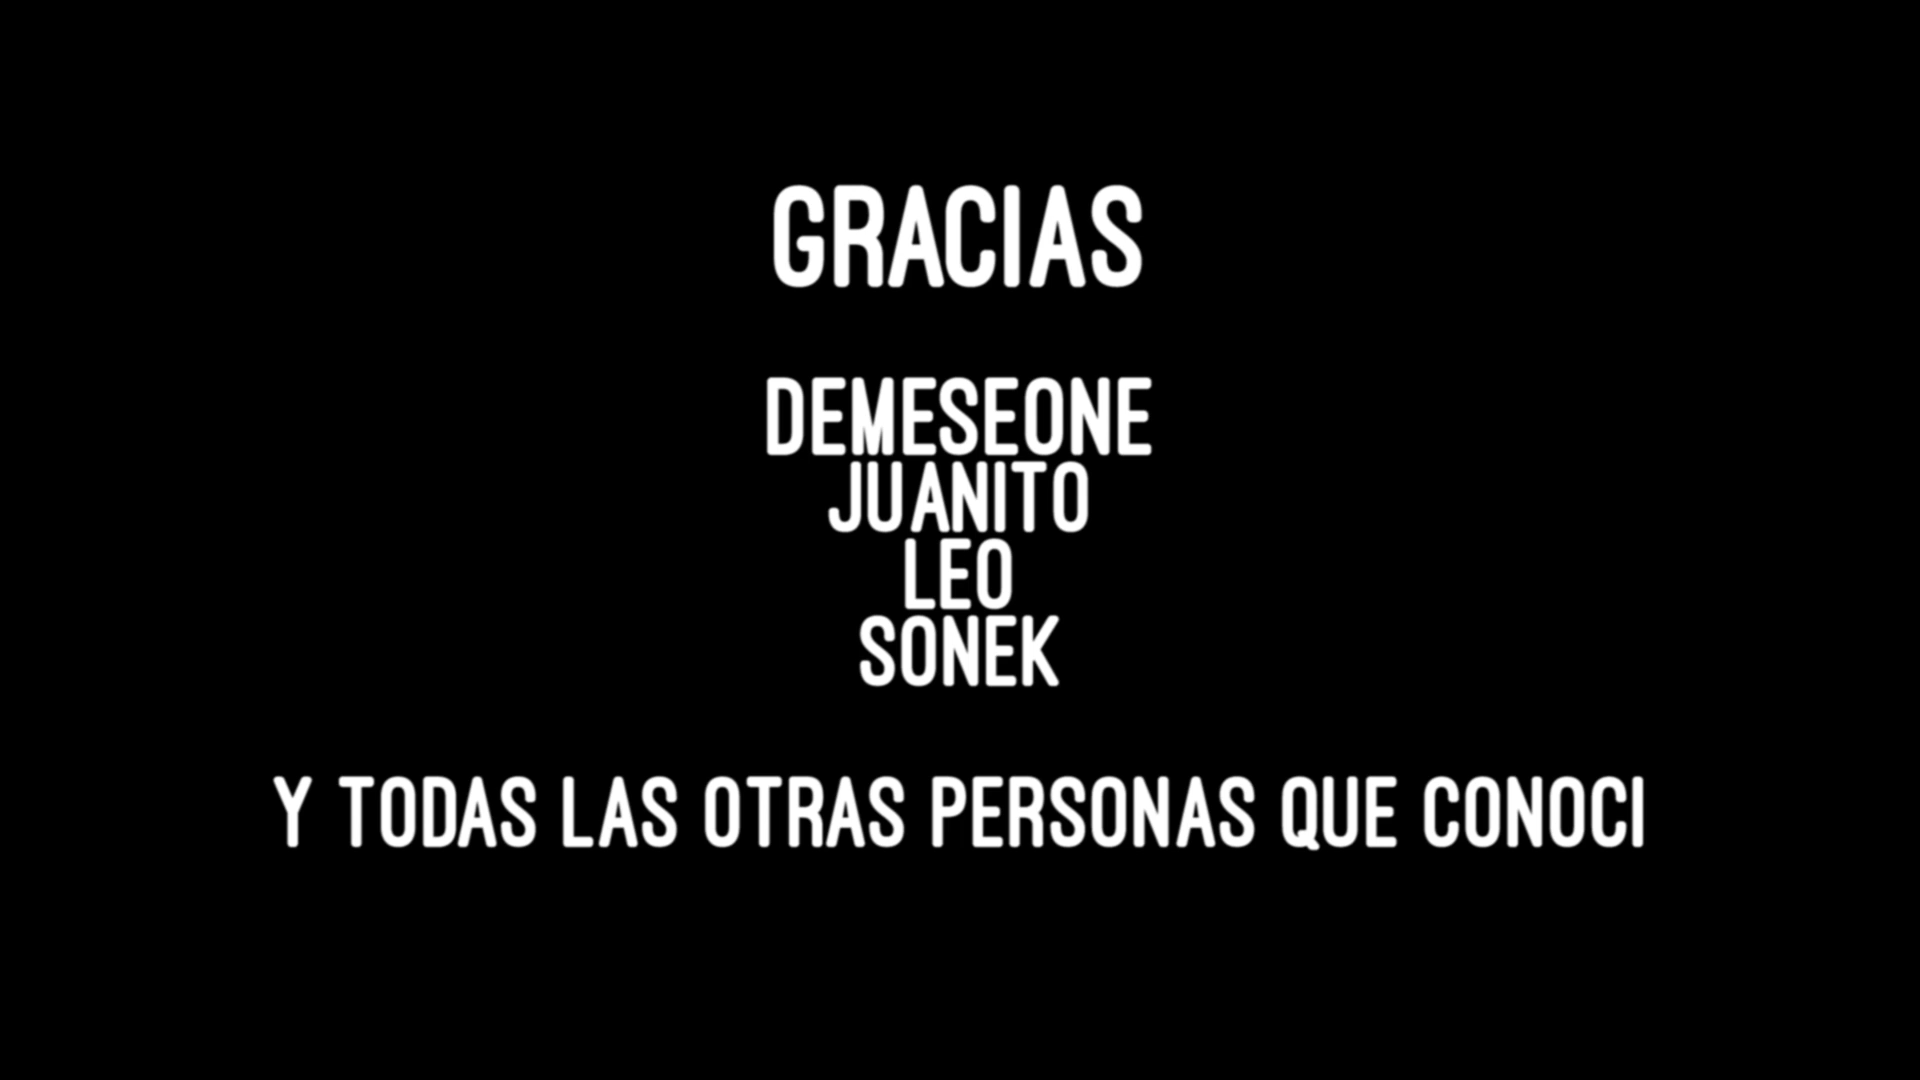 GRACIAS
DEMESEONE
JUANITO
LEO
SONEK
Y TODAS LAS OTRAS PERSONAS QUE CONOCI